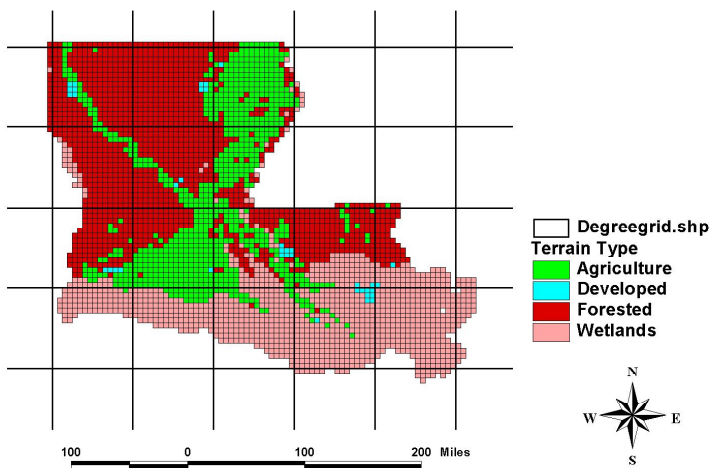 Degreegrid.shp
Terrain Type
Agriculture
Developed
Forested
Wetlands
N
W E
S
100 0 100 200 Miles